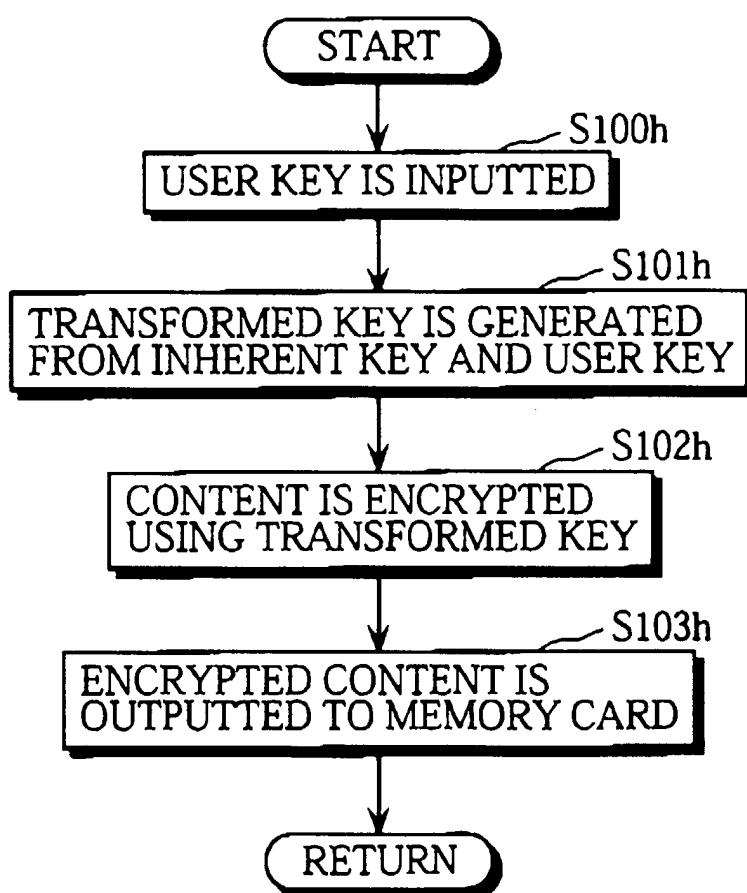 START
S100h
USER KEY IS INPUTTED
S101h
TRANSFORMED KEY IS GENERATED
FROM INHERENT KEY AND USER KEY
S102h
CONTENT IS ENCRYPTED
USING TRANSFORMED KEY
S103h
ENCRYPTED CONTENT IS
OUTPUTTED TO MEMORY CARD
RETURN